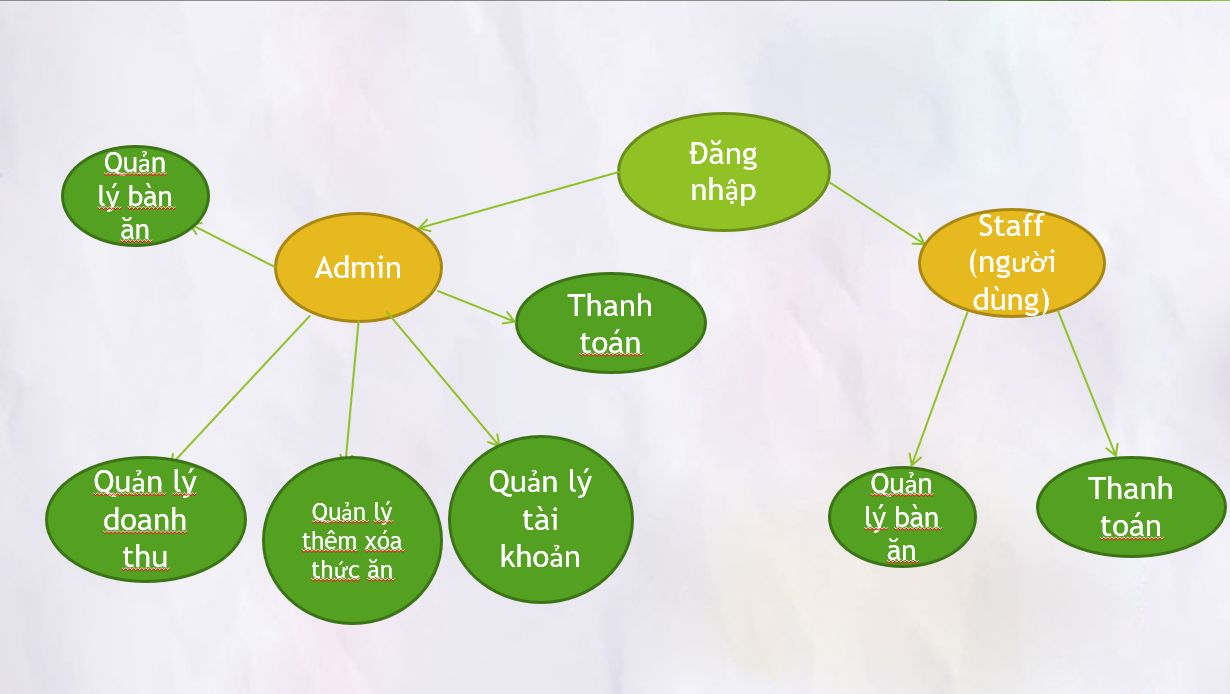 Đăng
nhập
Quản
lý bàn
ăn
Admin
Staff
(người
dùng)
Thanh
toán
Quản lý
doanh
thu
Quản lý
thêm xóa
thức ăn
Quản lý
tài
khoản
Quản
lý bàn
ăn
Thanh
toán